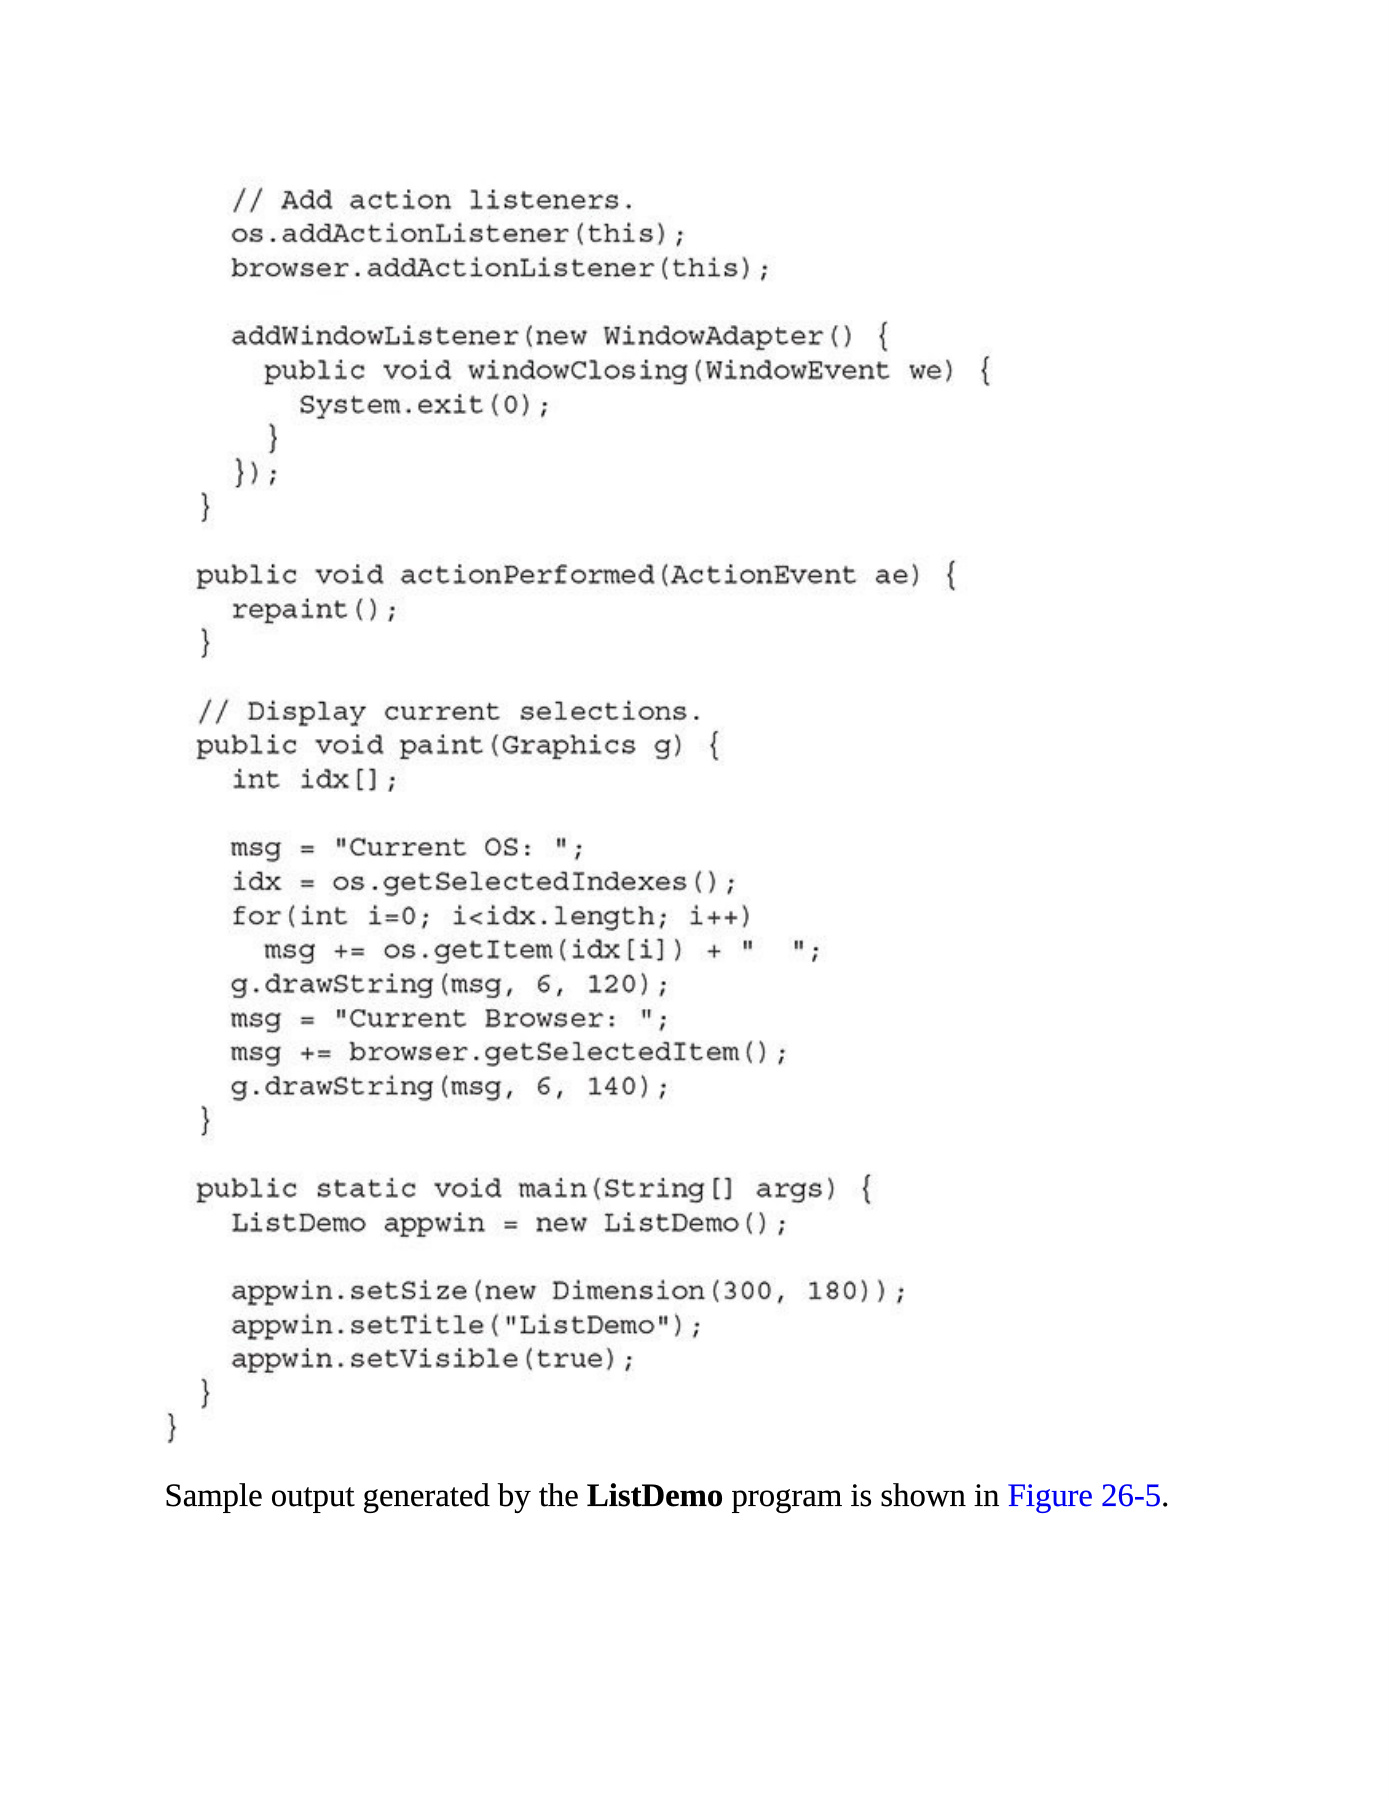 // Add action listeners.
os.addActionListener(this);
browser.addActionListener(this);
addWindowListener(new WindowAdapter() {
public void windowClosing(WindowEvent we) {
System.exit(0);
}
});
}
public void actionPerformed(ActionEvent ae) {
repaint();
}
// Display current selections.
public void paint(Graphics g) {
int idx[];
msg = "Current OS: ";
idx = os.getSelectedIndexes();
for(int i=0; i<idx.length; i++)
msg += os.getItem(idx[i]) + "  ";
g.drawString(msg, 6, 120);
msg = "Current Browser: ";
msg += browser.getSelectedItem();
g.drawString(msg, 6, 140);
}
public static void main(String[] args) {
ListDemo appwin = new ListDemo();
appwin.setSize(new Dimension(300, 180));
appwin.setTitle("ListDemo");
appwin.setVisible(true);
}
}
Sample output generated by the ListDemo program is shown in Figure 26-5.